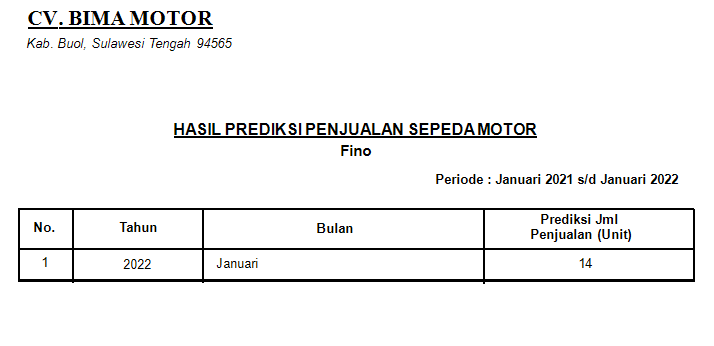 CV. BIMA MOTOR
Kab. Buol, Sulawesi Tengah 94565
HASIL PREDIKSI PENJUALAN SEPEDA MOTOR
Fino
Periode : Januari 2021 s/d Januari 2022
No. Tahun Bulan Prediksi Jml Penjualan (Unit)
1 2022 Januari 14